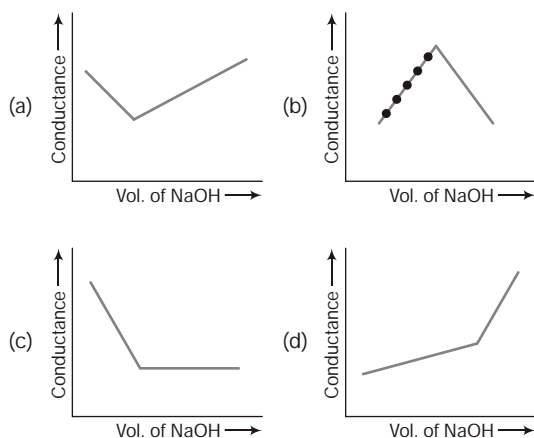 (a)
Conductance
Vol. of NaOH
(b)
Conductance
Vol. of NaOH
(c)
Conductance
Vol. of NaOH
(d)
Conductance
Vol. of NaOH